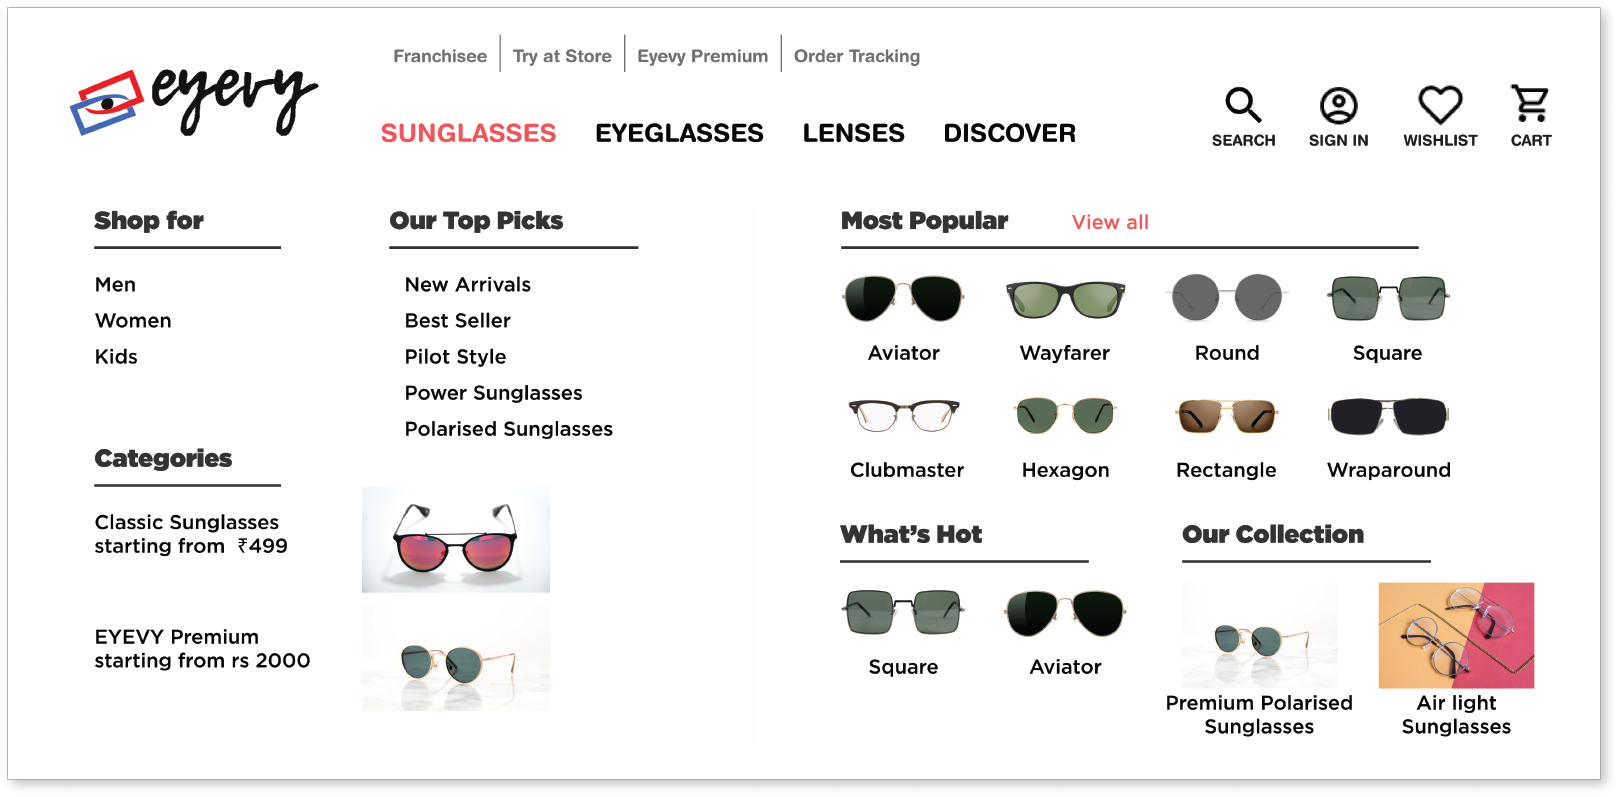 Franchisee
Try at Store
Eyevy Premium
Order Tracking
eyevy
SUNGLASSES
EYEGLASSES
LENSES
DISCOVER
SEARCH
SIGN IN
WISHLIST
CART
Shop for
Men
Women
Kids
Our Top Picks
New Arrivals
Best Seller
Pilot Style
Power Sunglasses
Polarised Sunglasses
Categories
Classic Sunglasses
starting from ₹499
EYEVY Premium
starting from rs 2000
Most Popular
View all
Aviator
Wayfarer
Round
Square
Clubmaster
Hexagon
Rectangle
Wraparound
What's Hot
Square
Aviator
Our Collection
Premium Polarised
Sunglasses
Air light
Sunglasses